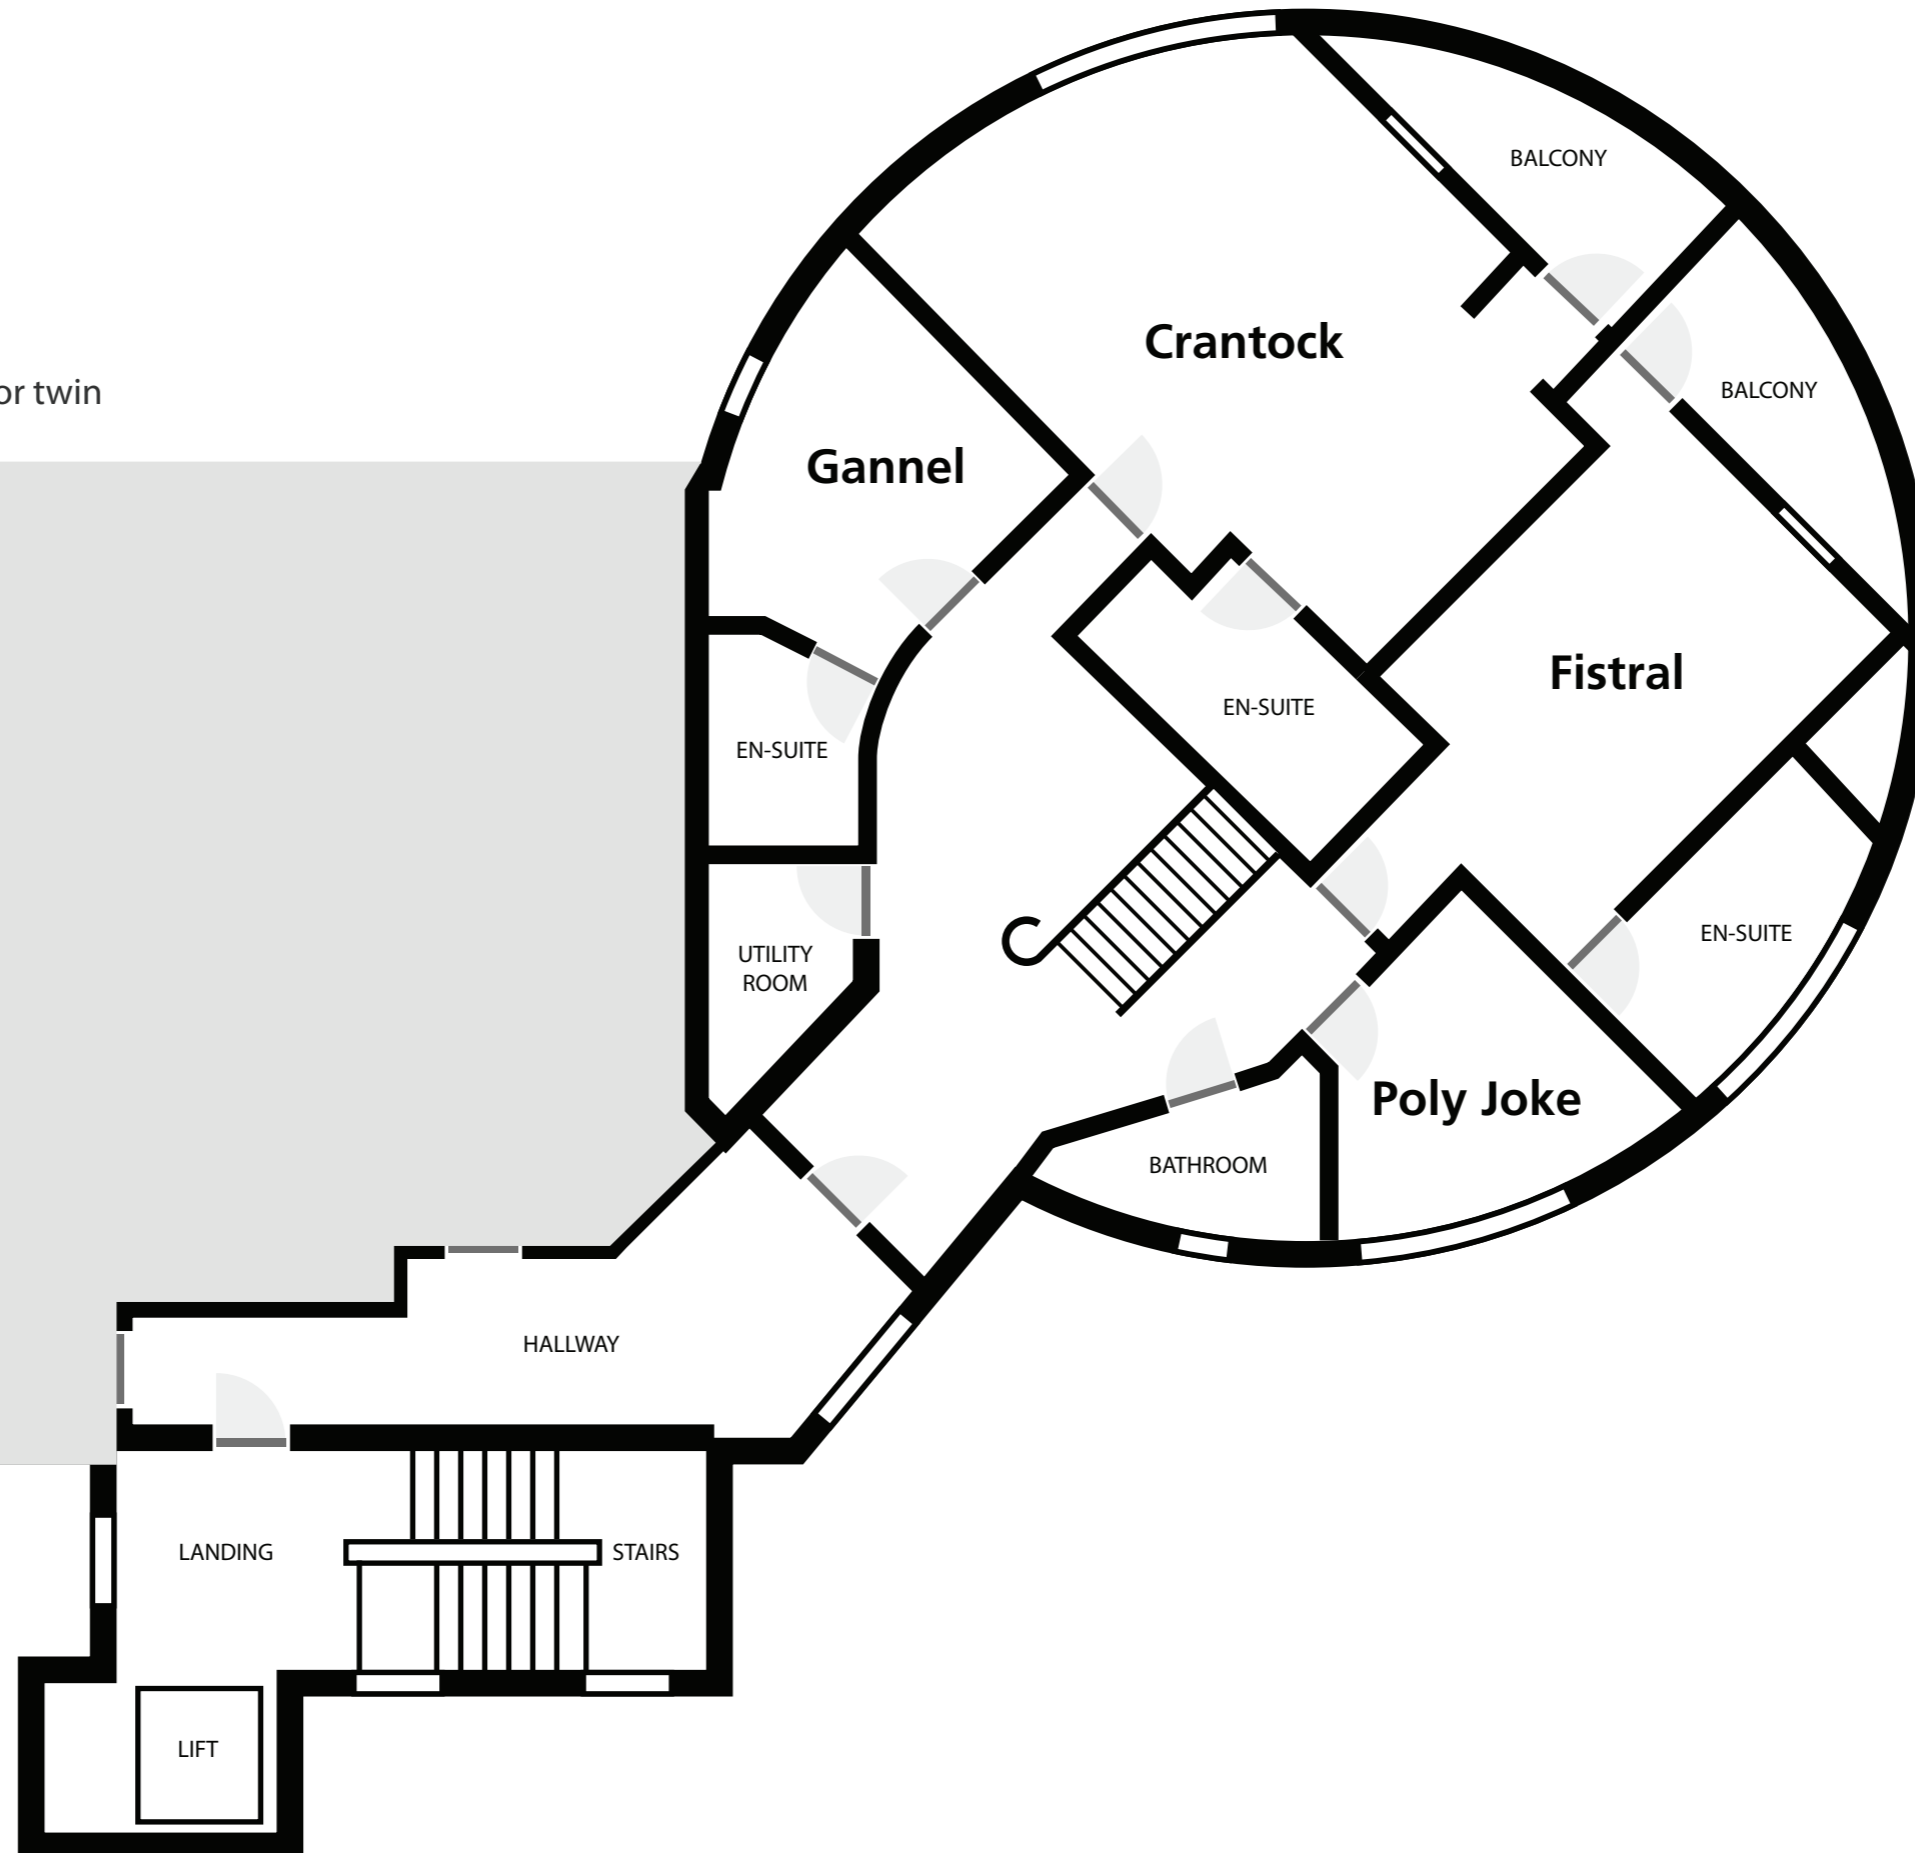 BALCONY
Crantock
or twin
BALCONY
Gannel
Fistral
EN-SUITE
EN-SUITE
EN-SUITE
UTILITY
ROOM
Poly Joke
BATHROOM
HALLWAY
LANDING
STAIRS
LIFT